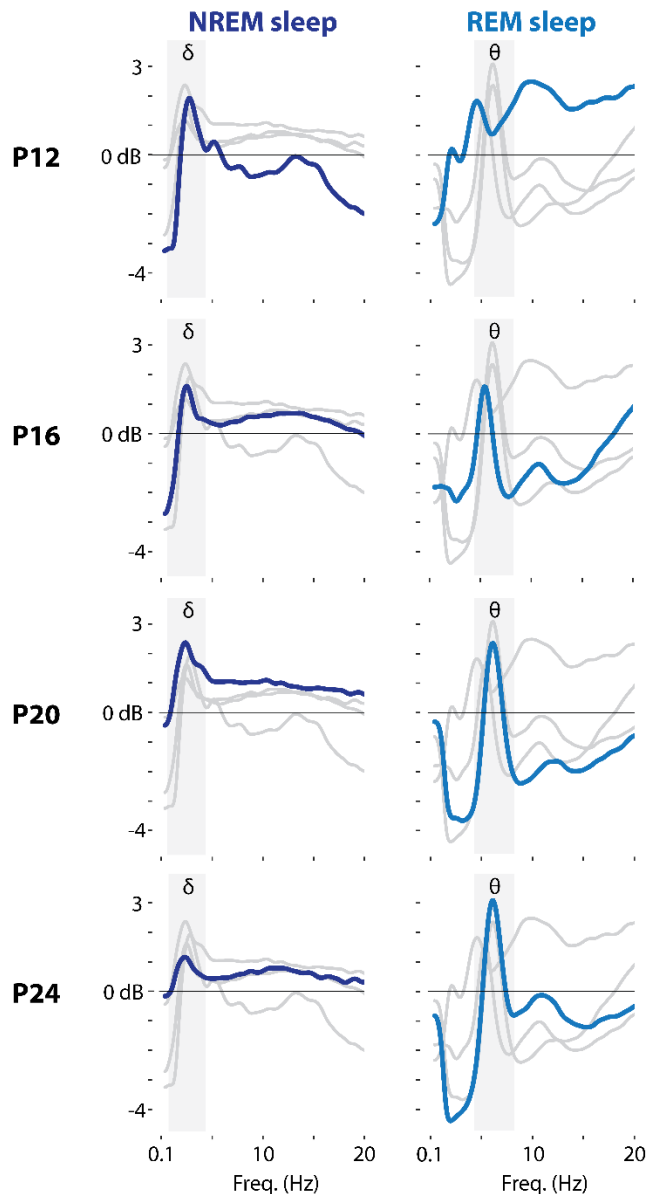 NREM sleep REM sleep
δ θ
3
P12 0 dB
-4
δ θ
3
P16 0 dB
-4
δ θ
3
P20 0 dB
-4
δ θ
3
P24 0 dB
-4
0.1 10 20 0.1 10 20
Freq. (Hz) Freq. (Hz)